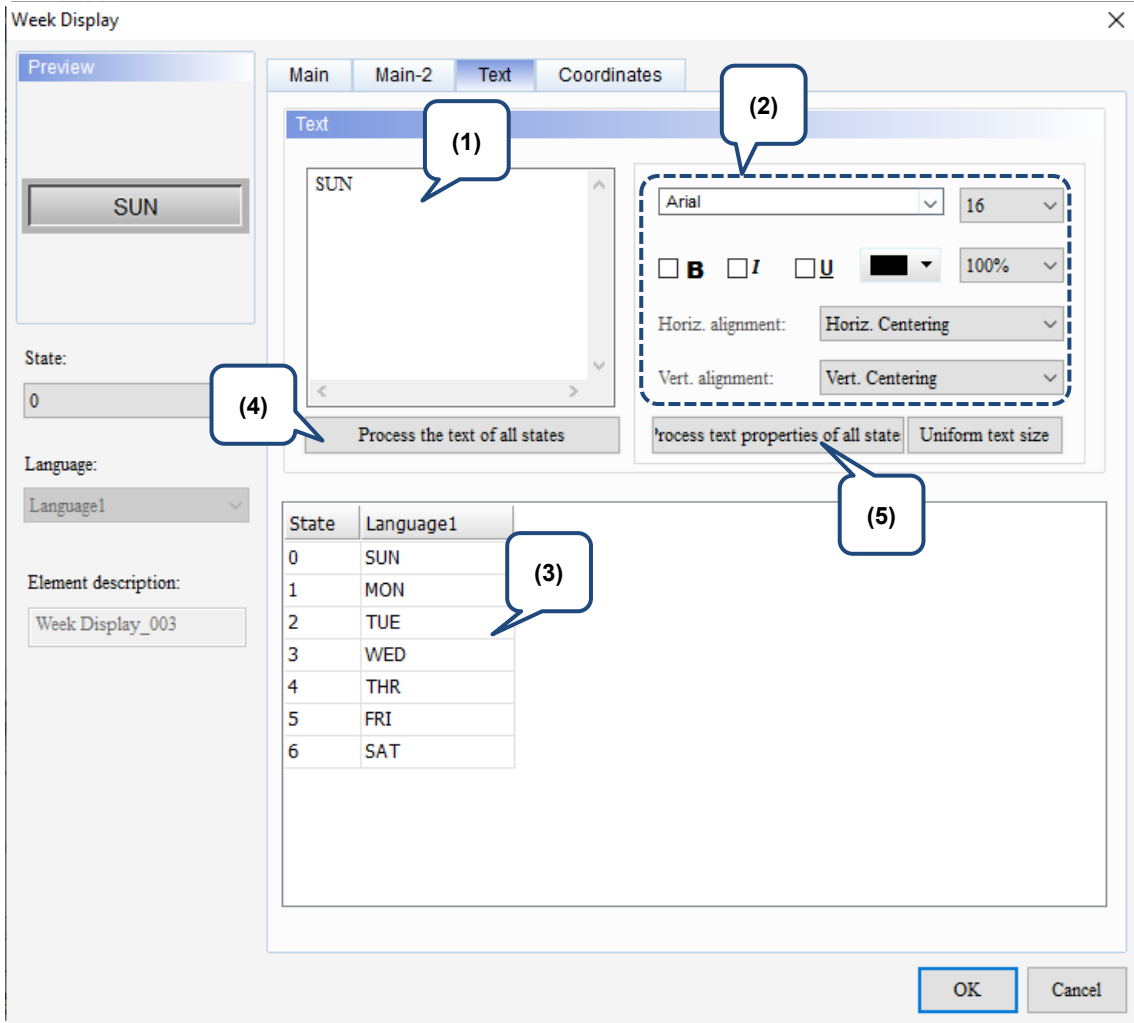 Week Display
Preview
SUN
State:
0
Language:
Language1
Element description:
Week Display_003
Main Main-2 Text Coordinates
Text
(1)
(2)
SUN
Arial 16
B I U 100%
Horiz. alignment: Horiz. Centering
Vert. alignment: Vert. Centering
(4)
Process the text of all states
rocess text properties of all state Uniform text size
(5)
State Language1
0 SUN
1 MON
2 TUE
3 WED
4 THR
5 FRI
6 SAT
(3)
OK Cancel